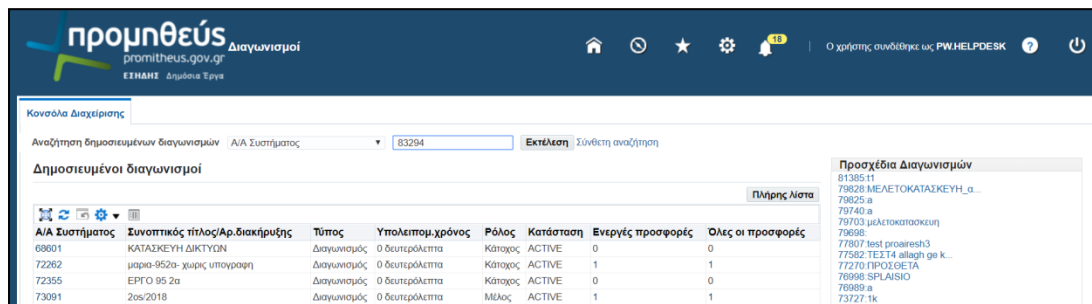 προμηθεύς Διαγωνισμοί
promitheus.gov.gr
ΕΣΗΔΗΣ Δημόσια Έργα
18
Ο χρήστης συνδέθηκε ως PW.HELPDESK ?
Κονσόλα Διαχείρισης
Αναζήτηση δημοσιευμένων διαγωνισμών Α/Α Συστήματος 83294 Εκτέλεση Σύνθετη αναζήτηση
Δημοσιευμένοι διαγωνισμοί
Πλήρης λίστα
Α/Α Συστήματος Συνοπτικός τίτλος/Αρ.διακήρυξης Τύπος Υπολειπομ.χρόνος Ρόλος Κατάσταση Ενεργές προσφορές Όλες οι προσφορές
68601 ΚΑΤΑΣΚΕΥΗ ΔΙΚΤΥΩΝ Διαγωνισμός 0 δευτερόλεπτα Κάτοχος ACTIVE 0 0
72262 μαρια-952α- χωρις υπογραφη Διαγωνισμός 0 δευτερόλεπτα Κάτοχος ACTIVE 1 1
72355 ΕΡΓΟ 95 2α Διαγωνισμός 0 δευτερόλεπτα Κάτοχος ACTIVE 0 0
73091 2os/2018 Διαγωνισμός 0 δευτερόλεπτα Μέλος ACTIVE 1 1
Προσχέδια Διαγωνισμών
81385:t1
79828:ΜΕΛΕΤΟΚΑΤΑΣΚΕΥΗ_α...
79825:a
79740:a
79703:μελετοκατασκευη
79698:
77807:test proairesh3
77582:ΤΕΣΤ4 allagh ge k...
77270:ΠΡΟΣΘΕΤΑ
76998:SPLAISIO
76989:a
73727:1k